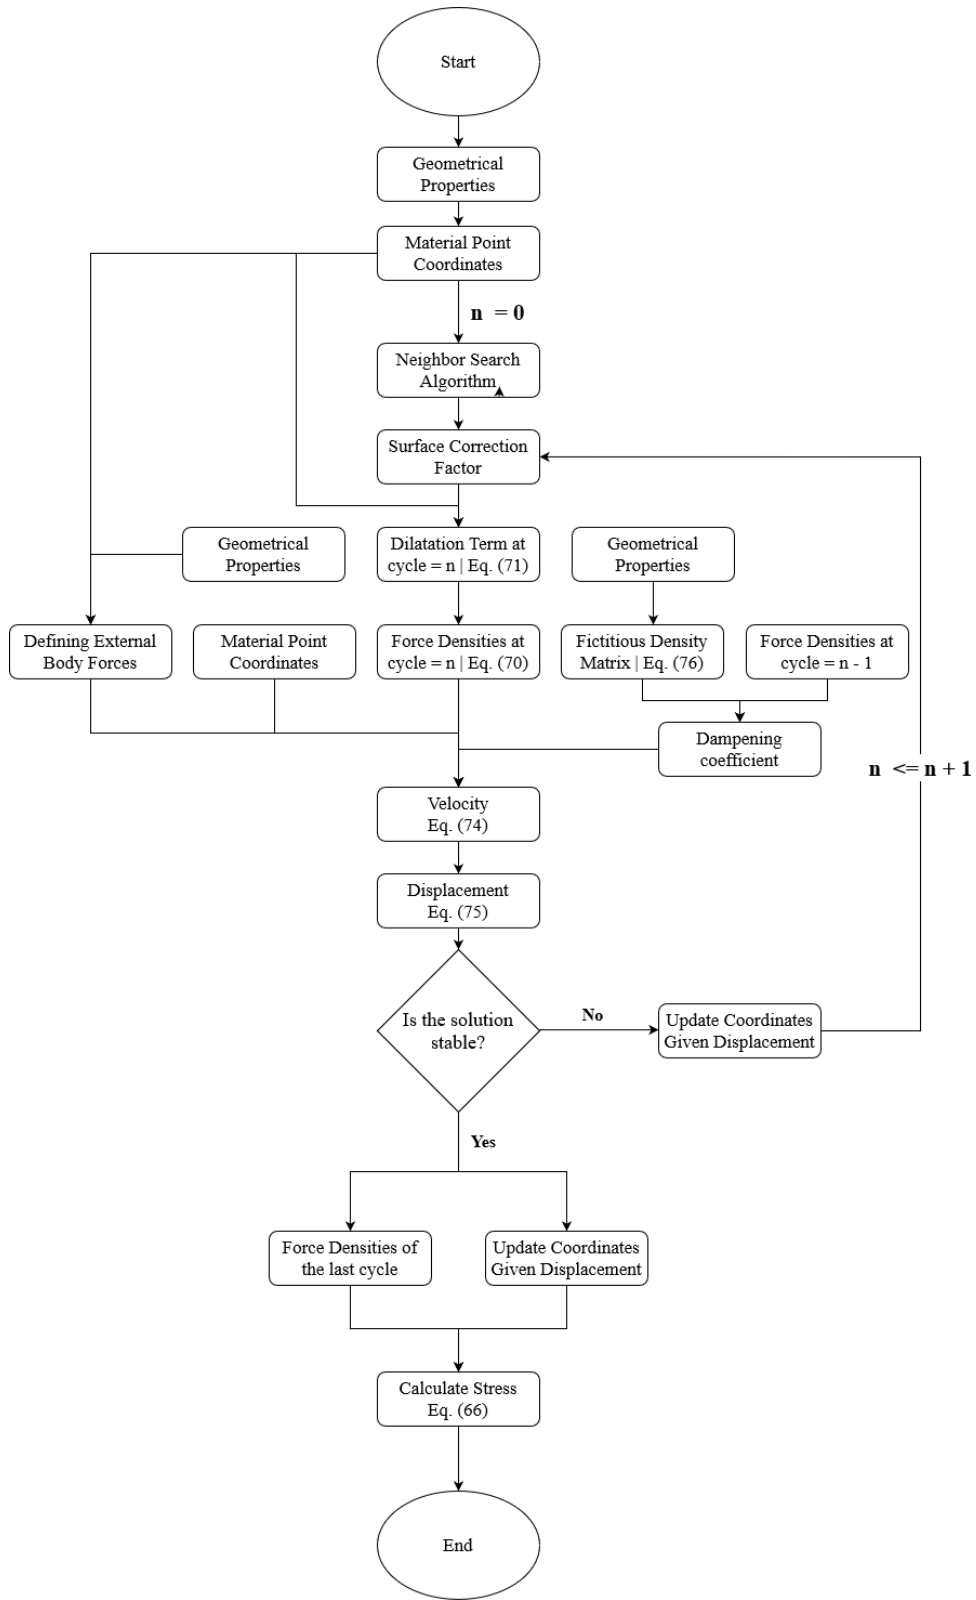 Start
Geometrical
Properties
Material Point
Coordinates
n = 0
Neighbor Search
Algorithm
Surface Correction
Factor
Geometrical
Properties
Dilatation Term at
cycle = n | Eq. (71)
Geometrical
Properties
Defining External
Body Forces
Material Point
Coordinates
Force Densities at
cycle = n | Eq. (70)
Fictitious Density
Matrix | Eq. (76)
Force Densities at
cycle = n - 1
Dampening
coefficient
n <= n + 1
Velocity
Eq. (74)
Displacement
Eq. (75)
Is the solution
stable?
No
Update Coordinates
Given Displacement
Yes
Force Densities of
the last cycle
Update Coordinates
Given Displacement
Calculate Stress
Eq. (66)
End